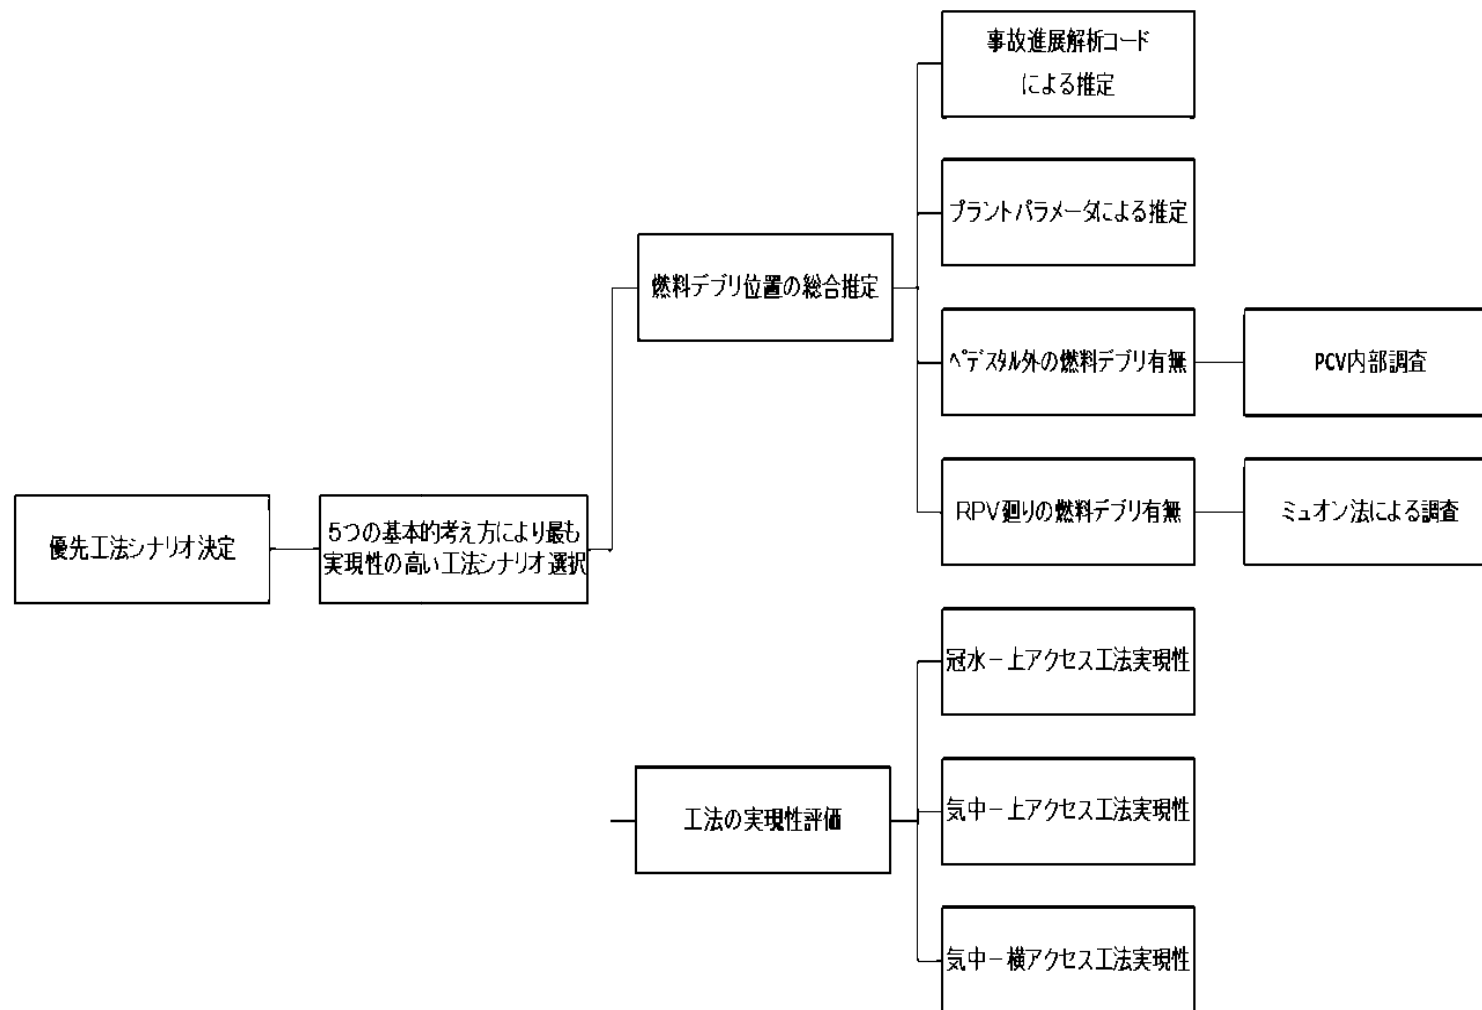 事故進展解析コード
による推定
プラントパラメータによる推定
燃料デブリ位置の総合推定
ペデスタル外の燃料デブリ有無
PCV内部調査
RPV廻りの燃料デブリ有無
ミュオン法による調査
優先工法シナリオ決定
5つの基本的考え方により最も
実現性の高い工法シナリオ選択
冠水－上アクセス工法実現性
工法の実現性評価
気中－上アクセス工法実現性
気中－横アクセス工法実現性